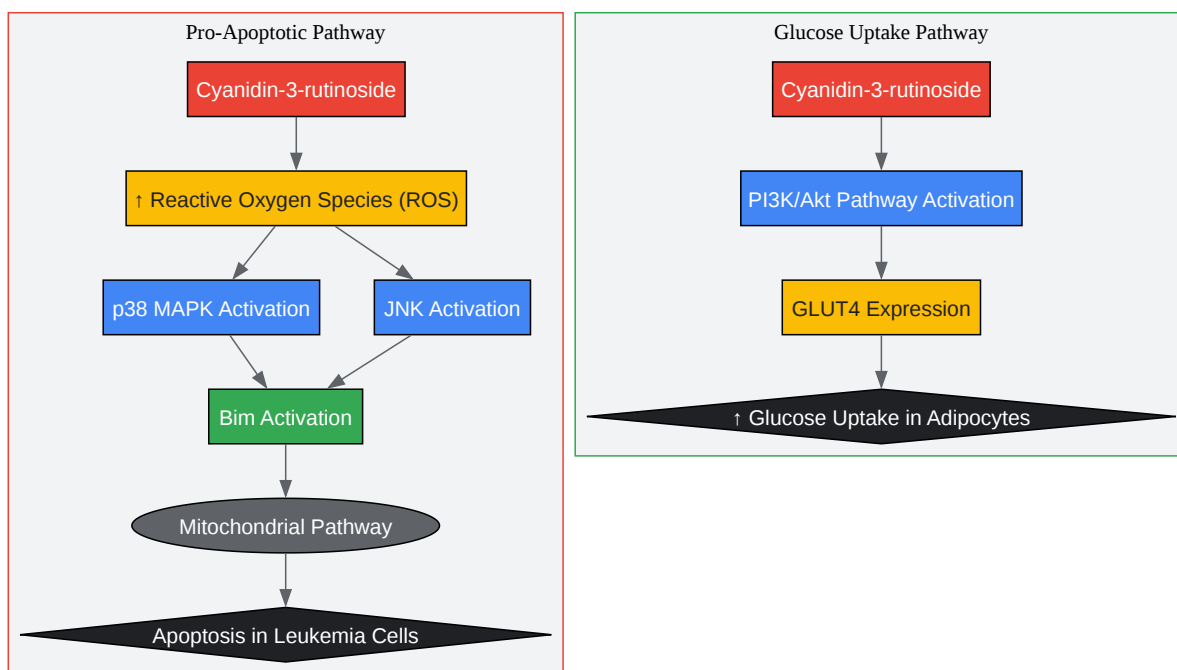 Pro-Apoptotic Pathway
Cyanidin-3-rutinoside
↑ Reactive Oxygen Species (ROS)
p38 MAPK Activation
JNK Activation
Bim Activation
Mitochondrial Pathway
Apoptosis in Leukemia Cells
Glucose Uptake Pathway
Cyanidin-3-rutinoside
PI3K/Akt Pathway Activation
GLUT4 Expression
↑ Glucose Uptake in Adipocytes